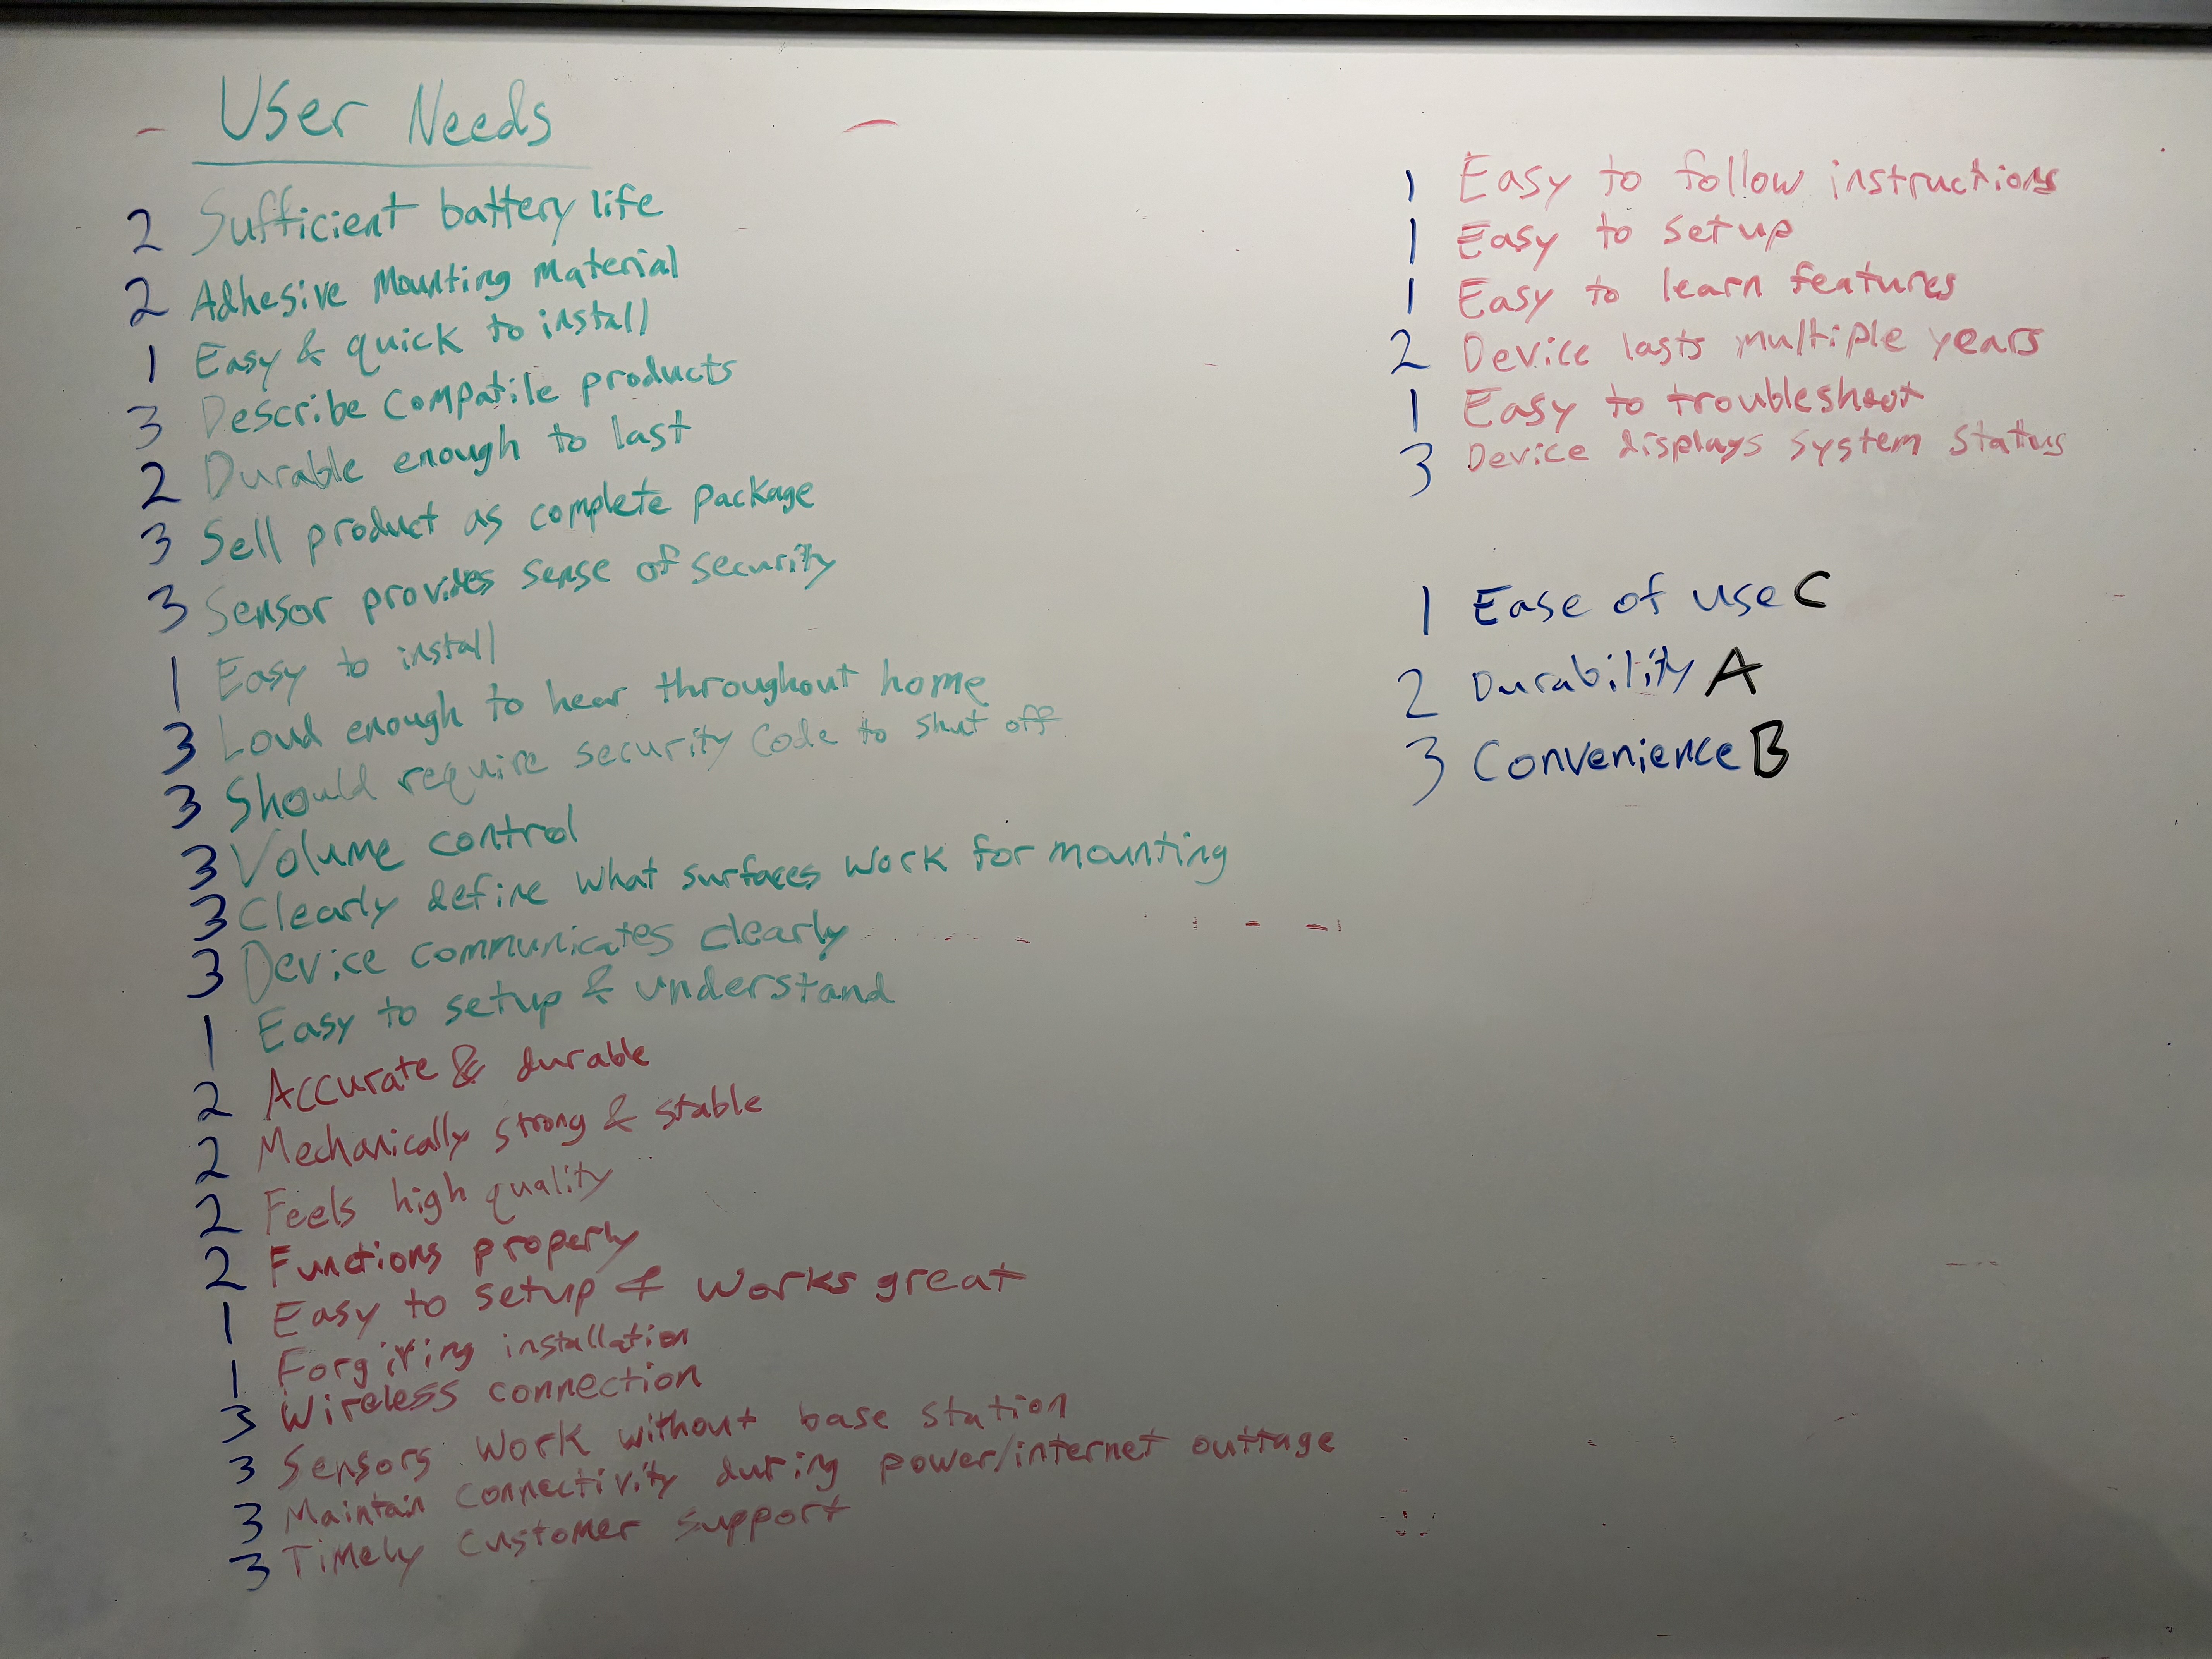 User Needs
2 Sufficient battery life
2 Adhesive Mounting Material
1 Easy & quick to install
3 Describe compatile products
2 Durable enough to last
3 Sell product as complete package
3 Sensor provides sense of security
1 Easy to install
3 Loud enough to hear throughout home
3 Should require security code to shut off
3 Volume control
3 Clearly define what surfaces work for mounting
3 Device communicates clearly
1 Easy to setup & understand
2 Accurate & durable
2 Mechanically strong & stable
2 Feels high quality
2 Functions properly
1 Easy to setup & works great
1 Forgiving installation
3 Wireless connection
3 Sensors work without base station
3 Maintain connectivity during power/internet outtage
3 Timely customer support
1 Easy to follow instructions
1 Easy to setup
1 Easy to learn features
2 Device lasts multiple years
1 Easy to troubleshoot
3 Device displays system status
1 Ease of use C
2 Durability A
3 Convenience B